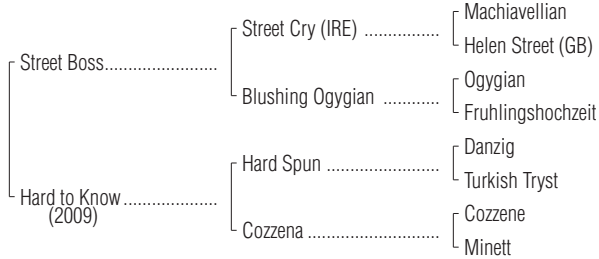 Machiavellian
Street Cry (IRE) ................
Helen Street (GB)
Street Boss........................
Ogygian
Blushing Ogygian ............
Fruhlingshochzeit
Danzig
Hard Spun ........................
Turkish Tryst
Hard to Know....................
(2009)
Cozzene
Cozzena ............................
Minett